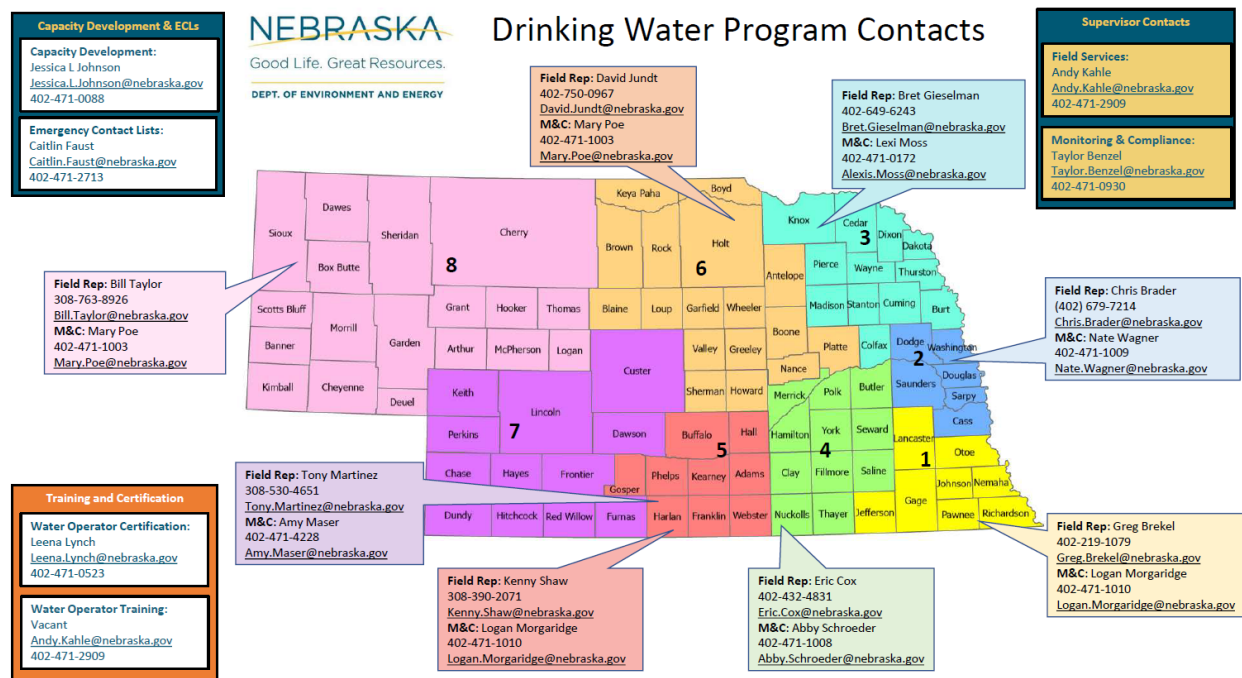 NEBRASKA
Good Life. Great Resources.
DEPT. OF ENVIRONMENT AND ENERGY
Drinking Water Program Contacts
Capacity Development & ECLs
Capacity Development:
Jessica L Johnson
Jessica.L.Johnson@nebraska.gov
402-471-0088
Emergency Contact Lists:
Caitlin Faust
Caitlin.Faust@nebraska.gov
402-471-2713
Supervisor Contacts
Field Services:
Andy Kahle
Andy.Kahle@nebraska.gov
402-471-2909
Monitoring & Compliance:
Taylor Benzel
Taylor.Benzel@nebraska.gov
402-471-0930
Field Rep: David Jundt
402-750-0967
David.Jundt@nebraska.gov
M&C: Mary Poe
402-471-1003
Mary.Poe@nebraska.gov
Field Rep: Bret Gieselman
402-649-6243
Bret.Gieselman@nebraska.gov
M&C: Lexi Moss
402-471-0172
Alexis.Moss@nebraska.gov
Field Rep: Bill Taylor
308-763-8926
Bill.Taylor@nebraska.gov
M&C: Mary Poe
402-471-1003
Mary.Poe@nebraska.gov
Field Rep: Chris Brader
(402) 679-7214
Chris.Brader@nebraska.gov
M&C: Nate Wagner
402-471-1009
Nate.Wagner@nebraska.gov
Sioux
Dawes
Box Butte
Sheridan
Cherry
8
Scotts Bluff
Banner
Kimball
Morrill
Cheyenne
Garden
Deuel
Grant
Hooker
Thomas
Arthur
McPherson
Logan
Keya Paha
Boyd
Brown
Rock
Holt
6
Blaine
Loup
Garfield
Wheeler
Antelope
Boone
Platte
Nance
Valley
Greeley
Sherman
Howard
Knox
Cedar
3
Dixon
Dakota
Pierce
Wayne
Thurston
Madison
Stanton
Cuming
Burt
Colfax
Dodge
Washington
2
Saunders
Douglas
Sarpy
Cass
Keith
Lincoln
Custer
7
Perkins
Dawson
Chase
Hayes
Frontier
Dundy
Hitchcock
Red Willow
Furnas
Buffalo
5
Hall
Gosper
Phelps
Kearney
Adams
Harlan
Franklin
Webster
Merrick
Polk
Butler
Hamilton
York
Seward
4
Clay
Fillmore
Saline
Nuckolls
Thayer
Jefferson
Lancaster
1
Otoe
Gage
Johnson
Nemaha
Pawnee
Richardson
Field Rep: Tony Martinez
308-530-4651
Tony.Martinez@nebraska.gov
M&C: Amy Maser
402-471-4228
Amy.Maser@nebraska.gov
Training and Certification
Water Operator Certification:
Leena Lynch
Leena.Lynch@nebraska.gov
402-471-0523
Water Operator Training:
Vacant
Andy.Kahle@nebraska.gov
402-471-2909
Field Rep: Kenny Shaw
308-390-2071
Kenny.Shaw@nebraska.gov
M&C: Logan Morgaridge
402-471-1010
Logan.Morgaridge@nebraska.gov
Field Rep: Eric Cox
402-432-4831
Eric.Cox@nebraska.gov
M&C: Abby Schroeder
402-471-1008
Abby.Schroeder@nebraska.gov
Field Rep: Greg Brekel
402-219-1079
Greg.Brekel@nebraska.gov
M&C: Logan Morgaridge
402-471-1010
Logan.Morgaridge@nebraska.gov